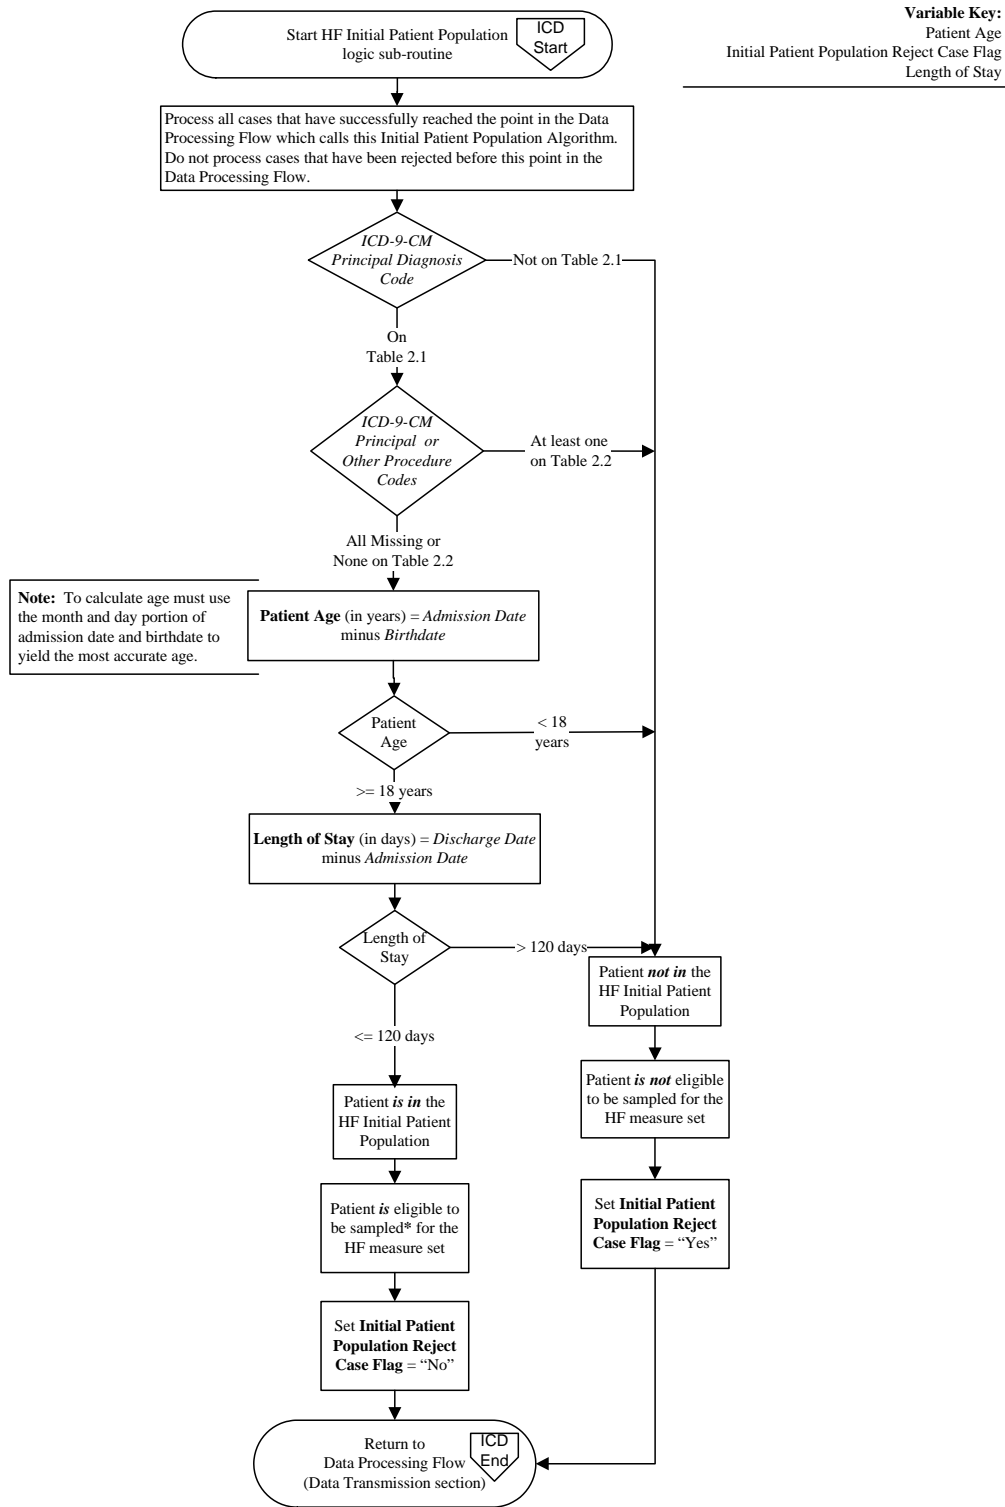 Start HF Initial Patient Population
logic sub-routine
ICD
Start
Variable Key:
Patient Age
Initial Patient Population Reject Case Flag
Length of Stay
Process all cases that have successfully reached the point in the Data
Processing Flow which calls this Initial Patient Population Algorithm.
Do not process cases that have been rejected before this point in the
Data Processing Flow.
ICD-9-CM
Principal Diagnosis
Code
Not on Table 2.1
On
Table 2.1
ICD-9-CM
Principal or
Other Procedure
Codes
At least one
on Table 2.2
All Missing or
None on Table 2.2
Note: To calculate age must use
the month and day portion of
admission date and birthdate to
yield the most accurate age.
Patient Age (in years) = Admission Date
minus Birthdate
Patient
Age
< 18
years
>= 18 years
Length of Stay (in days) = Discharge Date
minus Admission Date
Length of
Stay
> 120 days
<= 120 days
Patient not in the
HF Initial Patient
Population
Patient is not eligible
to be sampled for the
HF measure set
Set Initial Patient
Population Reject
Case Flag = “Yes”
Patient is in the
HF Initial Patient
Population
Patient is eligible to
be sampled* for the
HF measure set
Set Initial Patient
Population Reject
Case Flag = “No”
Return to
Data Processing Flow
(Data Transmission section)
ICD
End